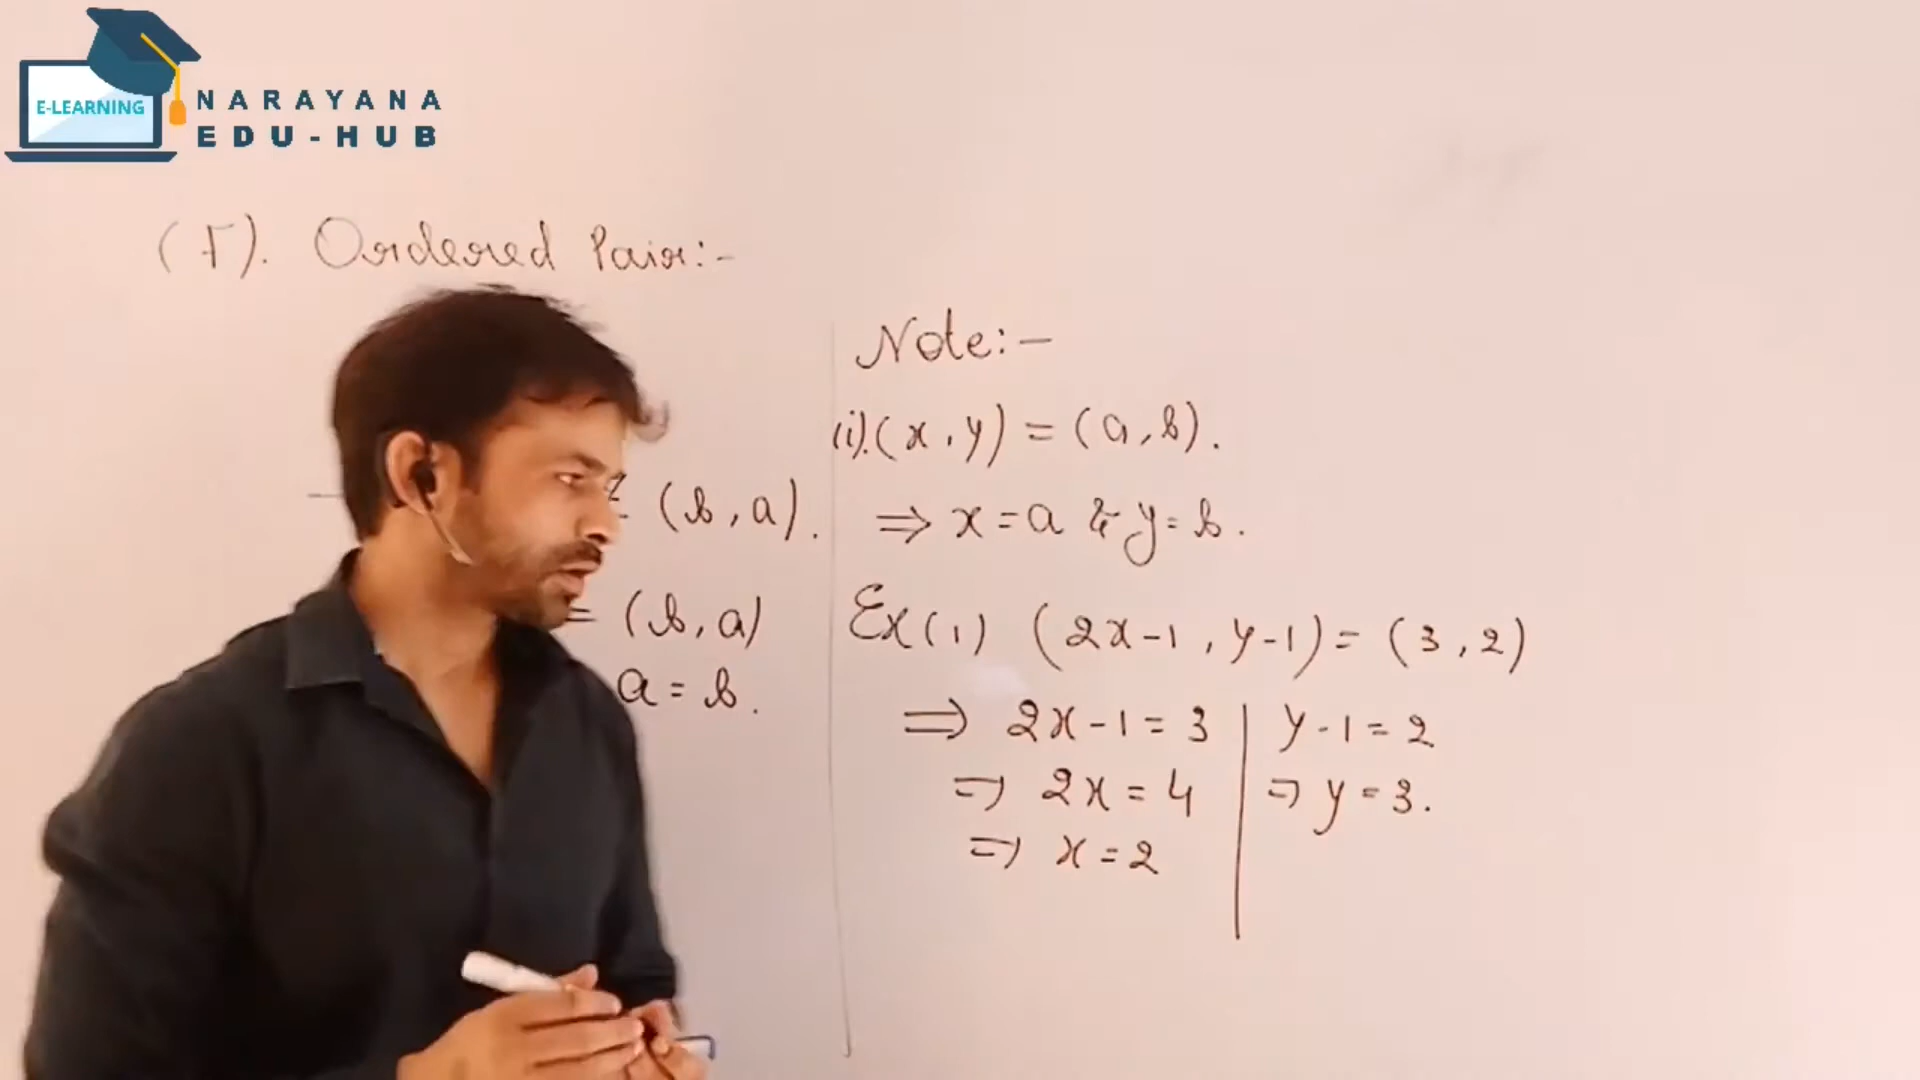 E-LEARNING
NARAYANA
EDU-HUB
Ordered Pair:-
(b, a).
= (b, a)
a = b.
Note:-
(i). (x, y) = (a, b).
⇒ x = a & y = b.
Ex(1) (2x-1, y-1) = (3, 2)
⇒ 2x-1 = 3 | y-1 = 2
⇒ 2x = 4 | ⇒ y = 3.
⇒ x = 2